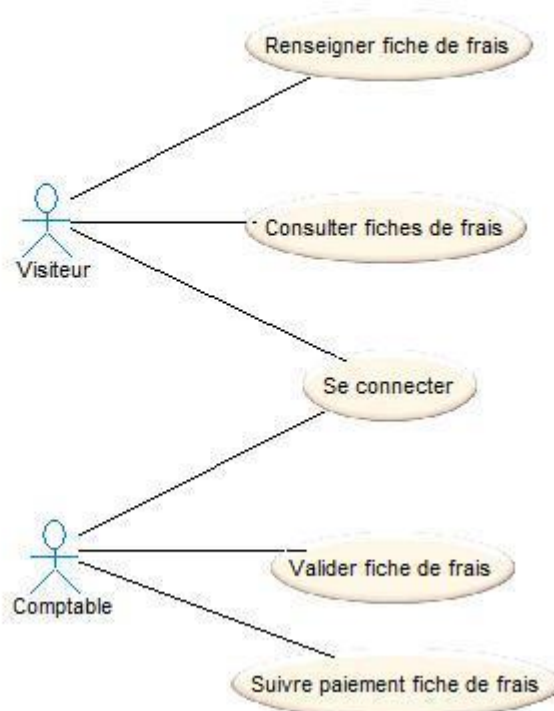 Renseigner fiche de frais
Consulter fiches de frais
Visiteur
Se connecter
Valider fiche de frais
Comptable
Suivre paiement fiche de frais